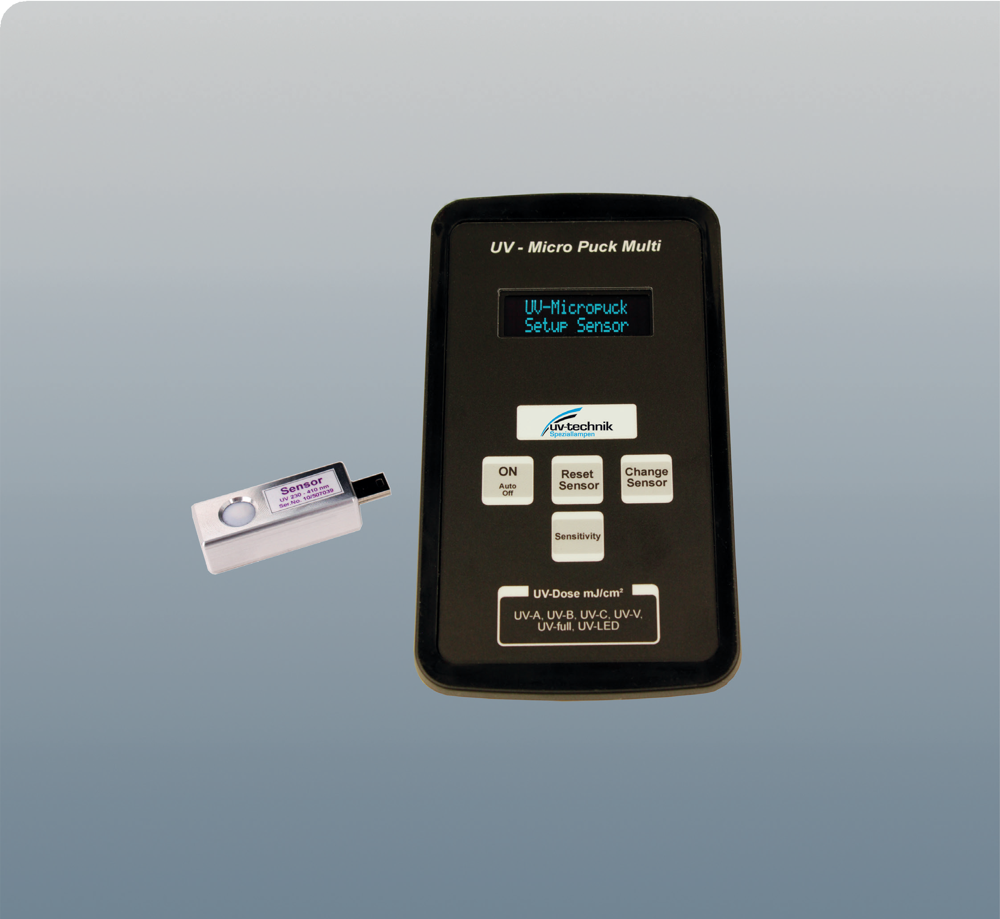 UV - Micro Puck Multi
UV-Micropuck
Setup Sensor
uv-technik
Speziallampen
ON
Auto
Off
Reset
Sensor
Change
Sensor
Sensitivity
Sensor
UV 230 - 410 nm
Ser.No. 10/507039
UV-Dose mJ/cm²
UV-A, UV-B, UV-C, UV-V,
UV-full, UV-LED